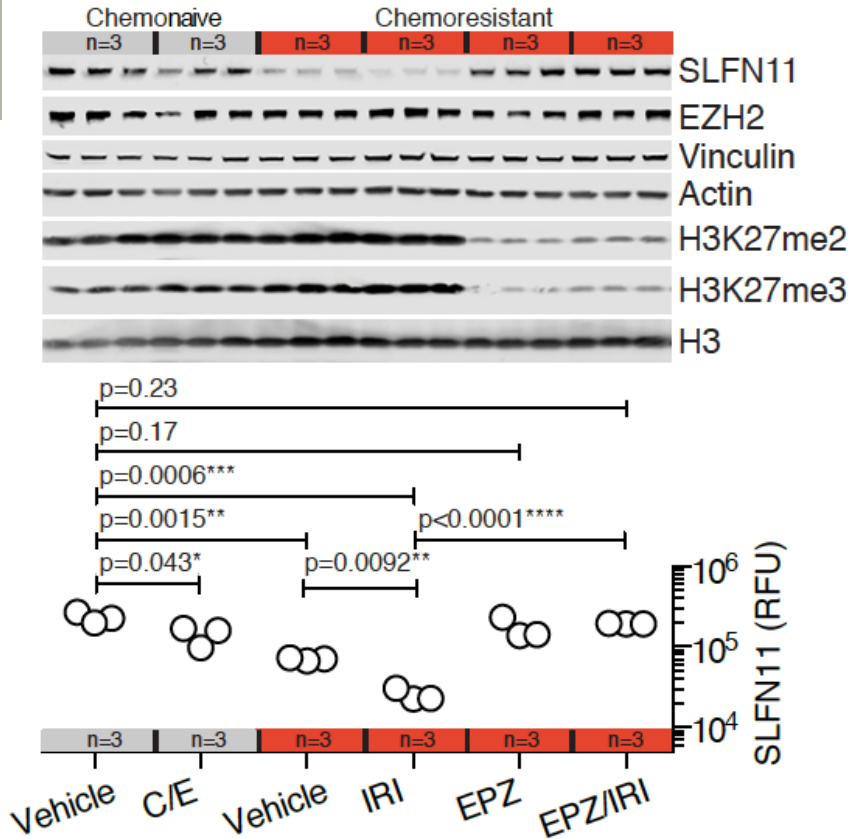 Chemonaive Chemoresistant
n=3 n=3 n=3 n=3 n=3 n=3
SLFN11
EZH2
Vinculin
Actin
H3K27me2
H3K27me3
H3
p=0.23
p=0.17
p=0.0006***
p=0.0015** p<0.0001****
p=0.043* p=0.0092**
10⁶
10⁵
10⁴
SLFN11 (RFU)
n=3 n=3 n=3 n=3 n=3 n=3
Vehicle C/E Vehicle IRI EPZ EPZ/IRI